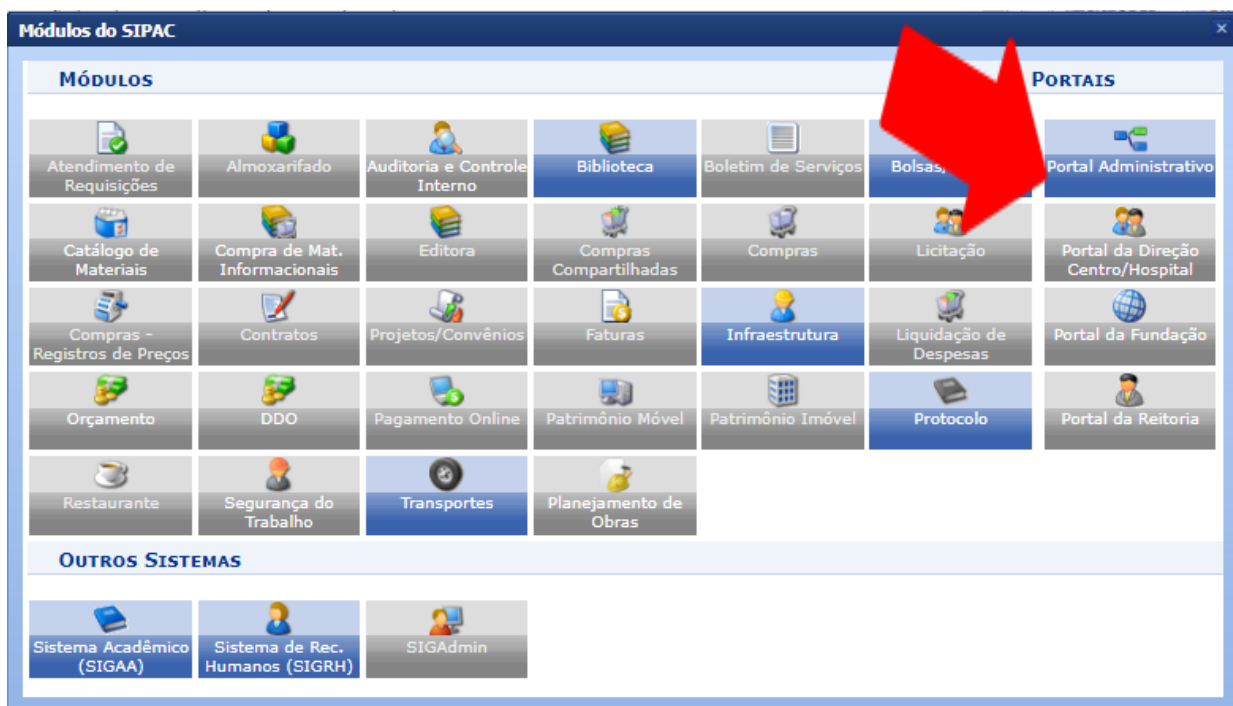 Módulos do SIPAC
Módulos
Portais
Atendimento de
Requisições
Almoxarifado
Auditoria e Controle
Interno
Biblioteca
Boletim de Serviços
Bolsas/
Portal Administrativo
Catálogo de
Materiais
Compra de Mat.
Informacionais
Editora
Compras
Compartilhadas
Compras
Licitação
Portal da Direção
Centro/Hospital
Compras -
Registros de Preços
Contratos
Projetos/Convênios
Faturas
Infraestrutura
Liquidação de
Despesas
Portal da Fundação
Orçamento
DDO
Pagamento Online
Patrimônio Móvel
Patrimônio Imóvel
Protocolo
Portal da Reitoria
Restaurante
Segurança do
Trabalho
Transportes
Planejamento de
Obras
Outros Sistemas
Sistema Acadêmico
(SIGAA)
Sistema de Rec.
Humanos (SIGRH)
SIGAdmin